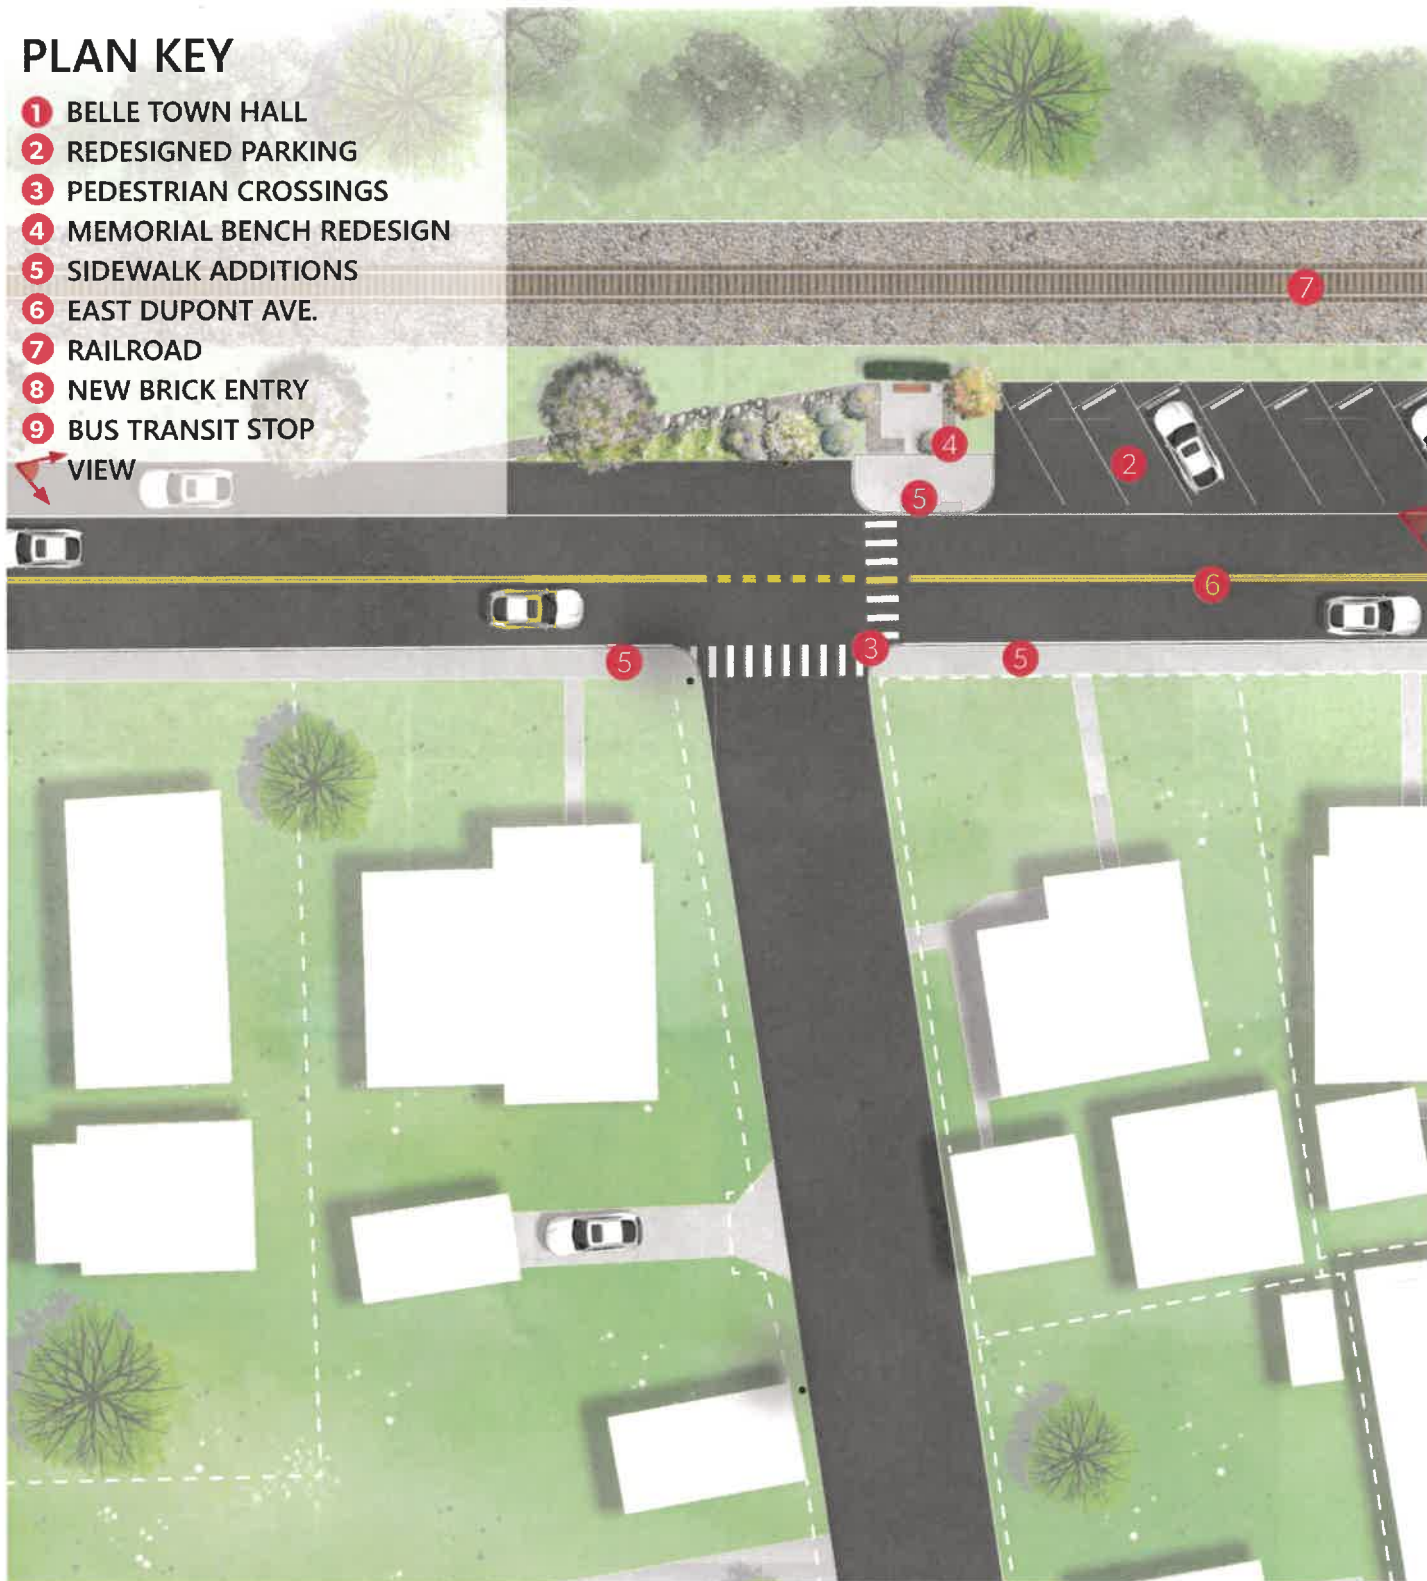 PLAN KEY
1 BELLE TOWN HALL
2 REDESIGNED PARKING
3 PEDESTRIAN CROSSINGS
4 MEMORIAL BENCH REDESIGN
5 SIDEWALK ADDITIONS
6 EAST DUPONT AVE.
7 RAILROAD
8 NEW BRICK ENTRY
9 BUS TRANSIT STOP
VIEW
7
4
2
5
6
3
5
5